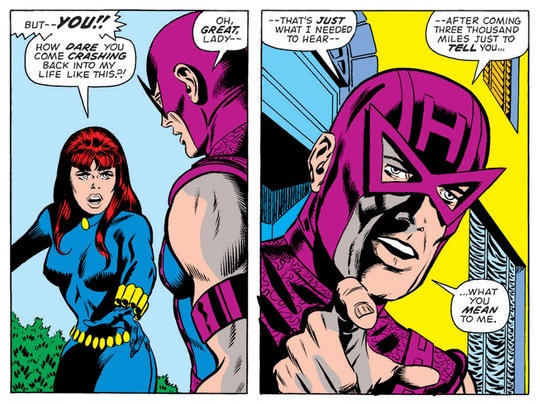 BUT-- YOU!!
HOW DARE YOU
COME CRASHING
BACK INTO MY
LIFE LIKE THIS?!
OH,
GREAT,
LADY--
--THAT'S JUST
WHAT I NEEDED
TO HEAR--
--AFTER COMING
THREE THOUSAND
MILES JUST TO
TELL YOU...
H
...WHAT
YOU
MEAN
TO ME.